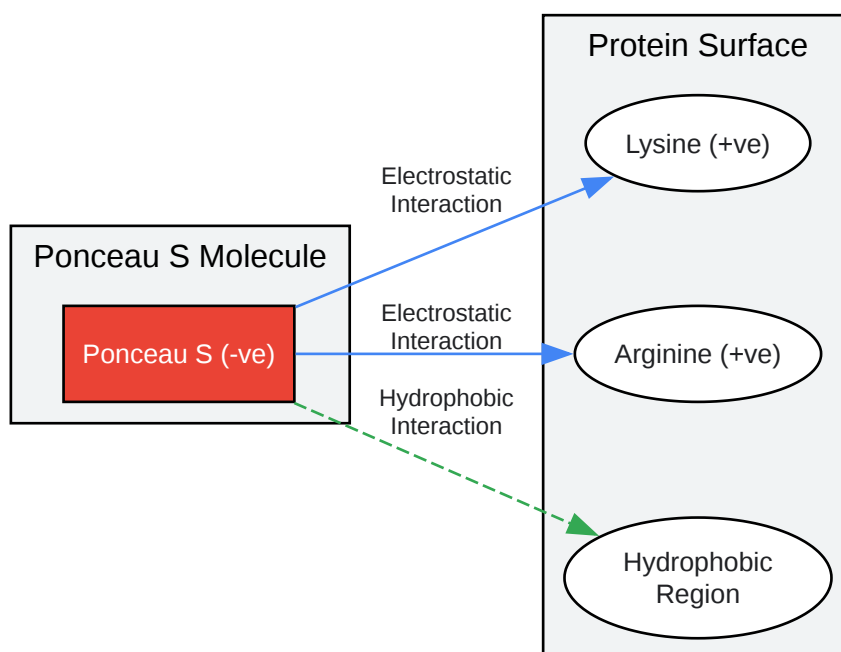 Protein Surface
Lysine (+ve)
Electrostatic
Interaction
Ponceau S Molecule
Ponceau S (-ve)
Electrostatic
Interaction
Arginine (+ve)
Hydrophobic
Interaction
Hydrophobic
Region